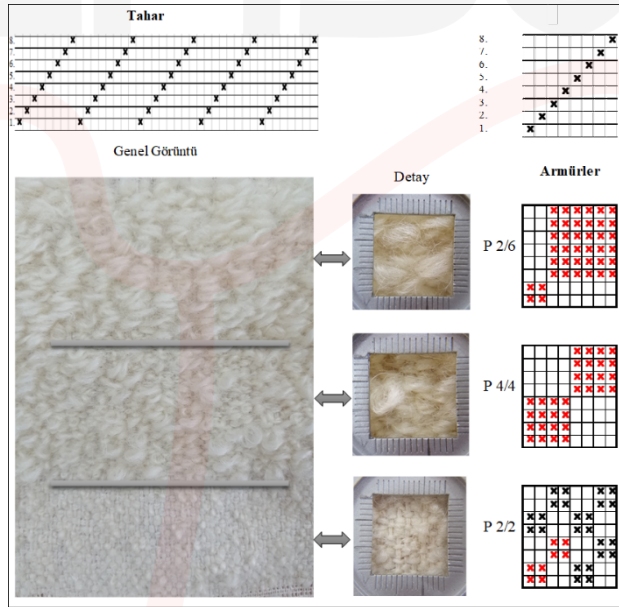 Tahar
8.
7.
6.
5.
4.
3.
2.
1.
8.
7.
6.
5.
4.
3.
2.
1.
Genel Görüntü
Detay
Armürler
P 2/6
P 4/4
P 2/2